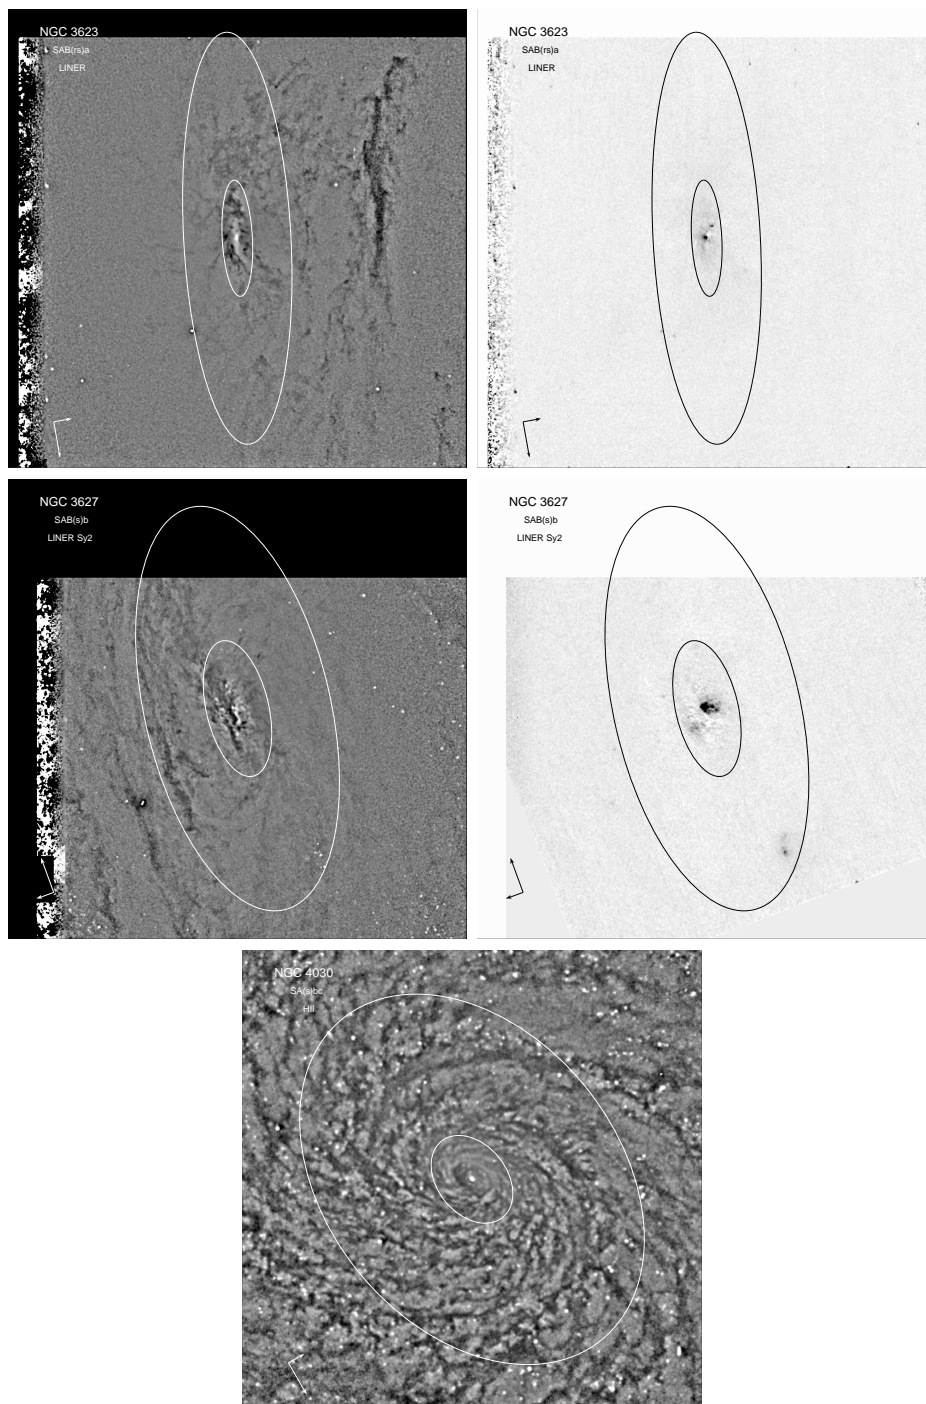 NGC 3623
SAB(rs)a
LINER
NGC 3623
SAB(rs)a
LINER
NGC 3627
SAB(s)b
LINER Sy2
NGC 3627
SAB(s)b
LINER Sy2
NGC 4030
SA(s)bc
HII